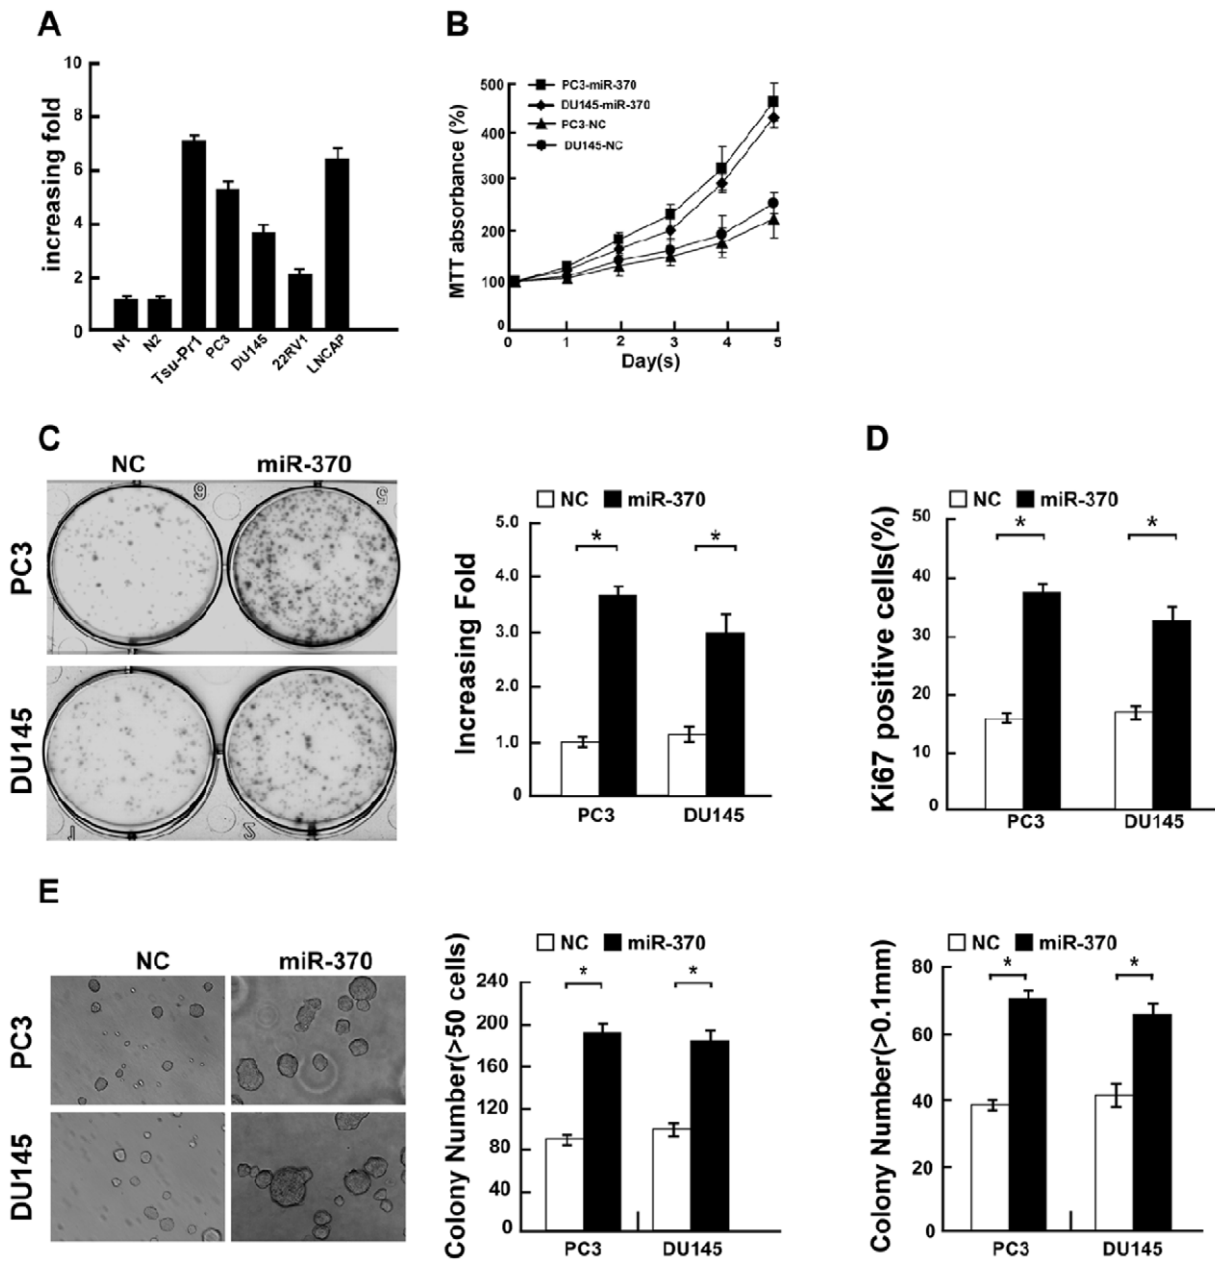 A
increasing fold
10
8
6
4
2
0
N1
N2
Tsu-Pr1
PC3
DU145
22RV1
LNCAP
B
MTT absorbance (%)
500
400
300
200
100
0
PC3-miR-370
DU145-miR-370
PC3-NC
DU145-NC
0 1 2 3 4 5
Day(s)
C
NC miR-370
PC3
DU145
6
5
1
2
NC miR-370
Increasing Fold
5.0
4.0
3.0
2.0
1.0
0
* *
PC3 DU145
D
NC miR-370
Ki67 positive cells(%)
50
40
30
20
10
0
* *
PC3 DU145
E
NC miR-370
PC3
DU145
NC miR-370
Colony Number(>50 cells)
240
200
160
120
80
40
0
* *
PC3 DU145
NC miR-370
Colony Number(>0.1mm)
80
60
40
20
0
* *
PC3 DU145